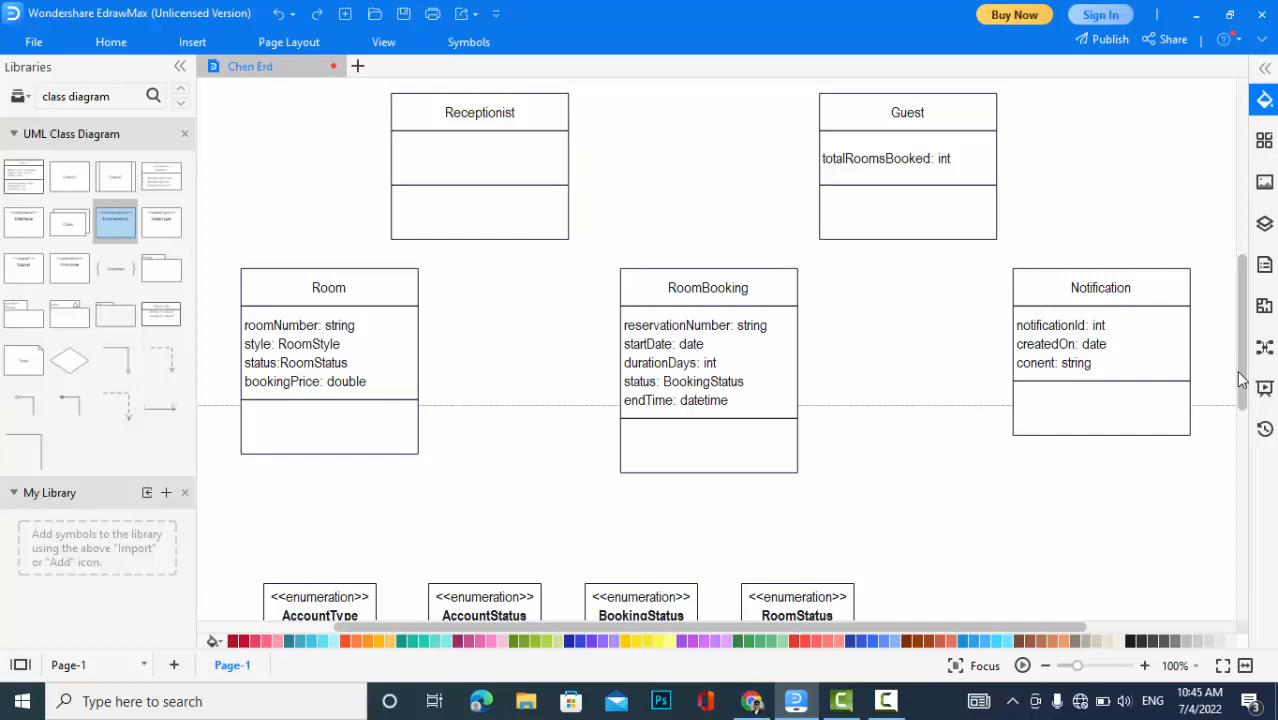 Wondershare EdrawMax (Unlicensed Version)
Buy Now
Sign In
File
Home
Insert
Page Layout
View
Symbols
Publish
Share
Libraries
Chen Erd
class diagram
UML Class Diagram
My Library
Add symbols to the library
using the above "Import"
or "Add" icon.
Receptionist
Guest
totalRoomsBooked: int
Room
roomNumber: string
style: RoomStyle
status:RoomStatus
bookingPrice: double
RoomBooking
reservationNumber: string
startDate: date
durationDays: int
status: BookingStatus
endTime: datetime
Notification
notificationId: int
createdOn: date
conent: string
<<enumeration>>
AccountType
<<enumeration>>
AccountStatus
<<enumeration>>
BookingStatus
<<enumeration>>
RoomStatus
Page-1
Page-1
Focus
100%
Type here to search
Ps
ENG
10:45 AM
7/4/2022
3